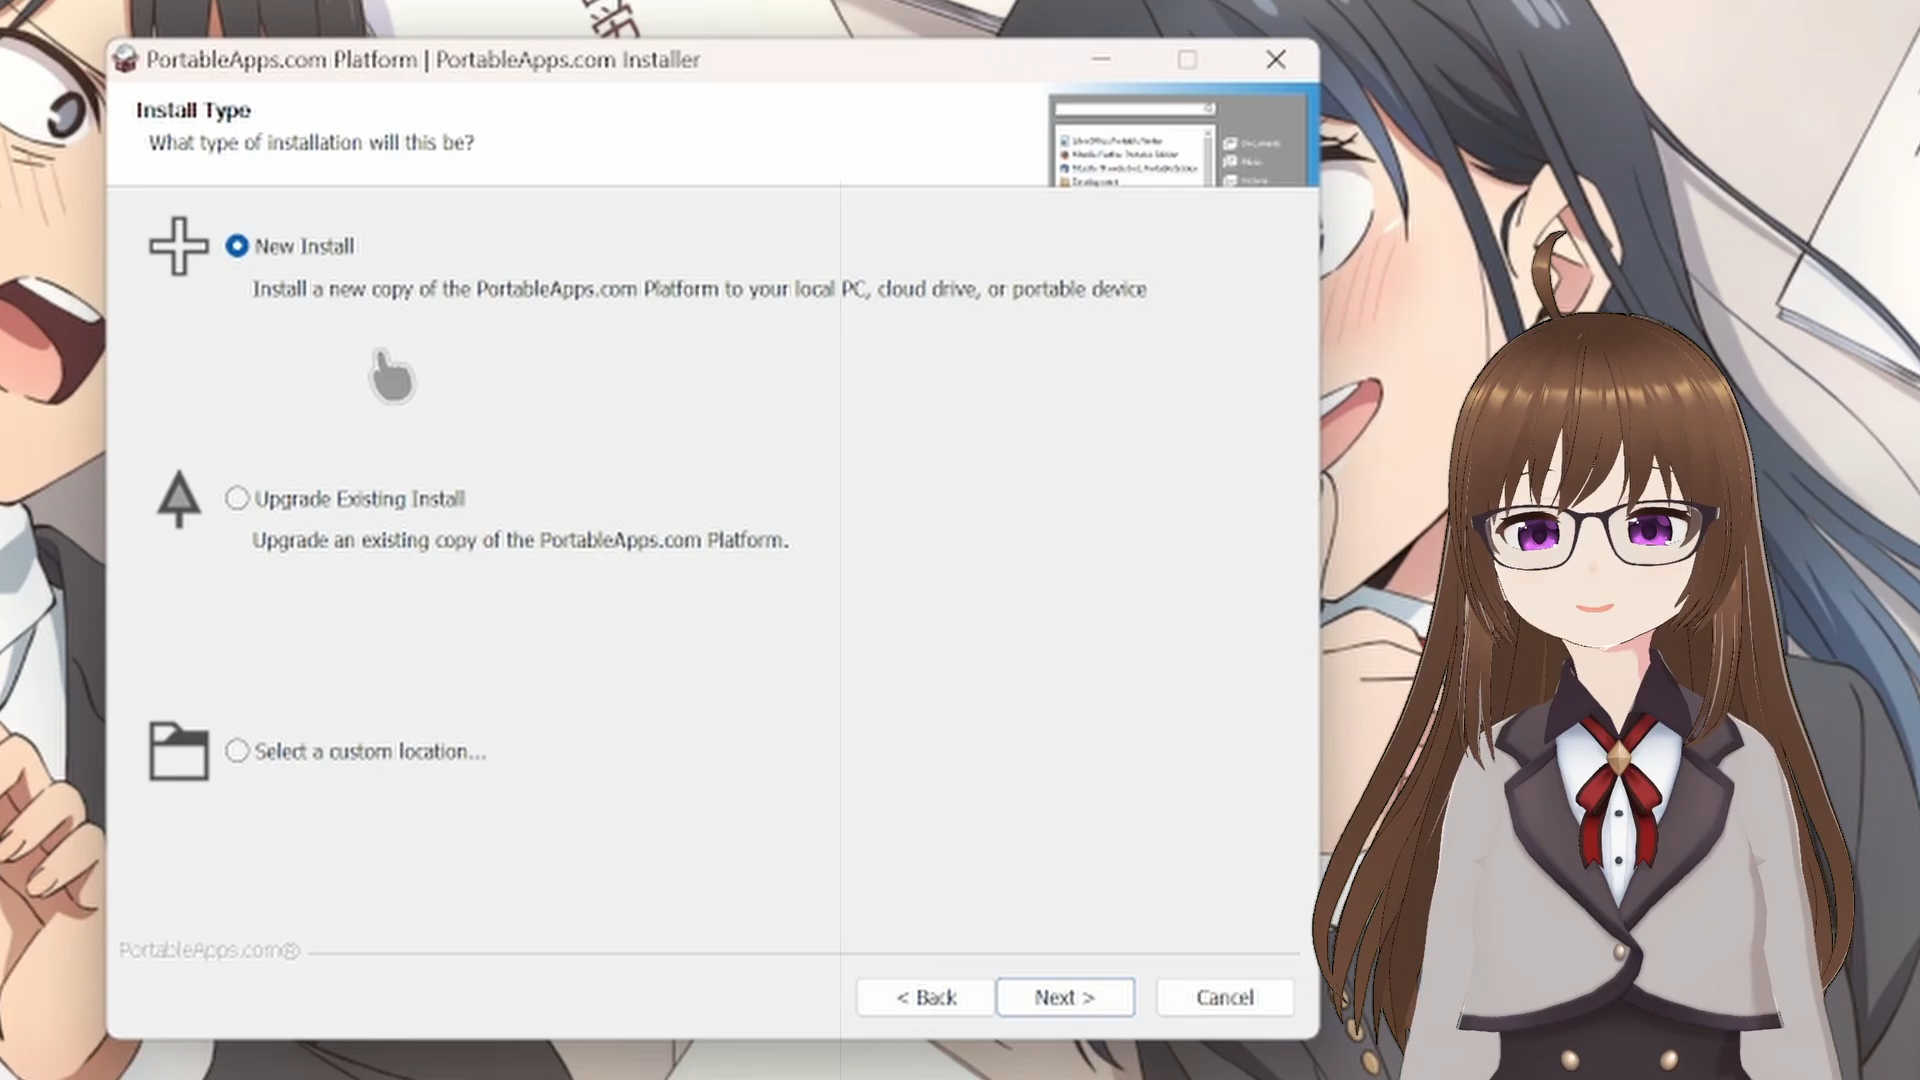 PortableApps.com Platform | PortableApps.com Installer
Install Type
What type of installation will this be?
New Install
Install a new copy of the PortableApps.com Platform to your local PC, cloud drive, or portable device
Upgrade Existing Install
Upgrade an existing copy of the PortableApps.com Platform.
Select a custom location...
PortableApps.com®
< Back
Next >
Cancel